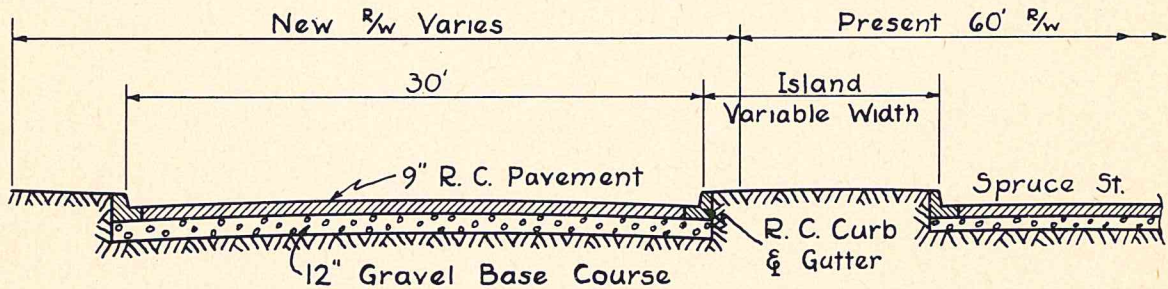 New R/W Varies
Present 60' R/W
30'
Island
Variable Width
9" R. C. Pavement
Spruce St.
R. C. Curb
& Gutter
12" Gravel Base Course